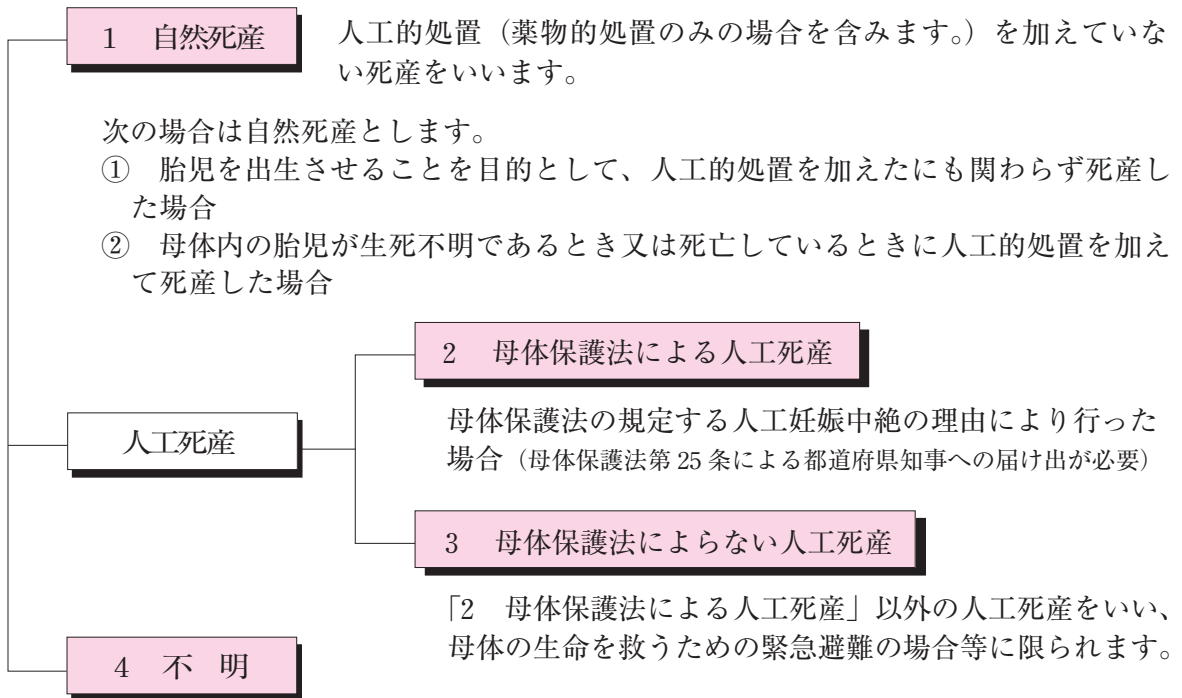 1　自然死産
人工的処置（薬物的処置のみの場合を含みます。）を加えていな
い死産をいいます。
次の場合は自然死産とします。
①　胎児を出生させることを目的として、人工的処置を加えたにも関わらず死産し
た場合
②　母体内の胎児が生死不明であるとき又は死亡しているときに人工的処置を加え
て死産した場合
2　母体保護法による人工死産
人工死産
母体保護法の規定する人工妊娠中絶の理由により行った
場合（母体保護法第25条による都道府県知事への届け出が必要）
3　母体保護法によらない人工死産
「2　母体保護法による人工死産」以外の人工死産をいい、
母体の生命を救うための緊急避難の場合等に限られます。
4　不　明